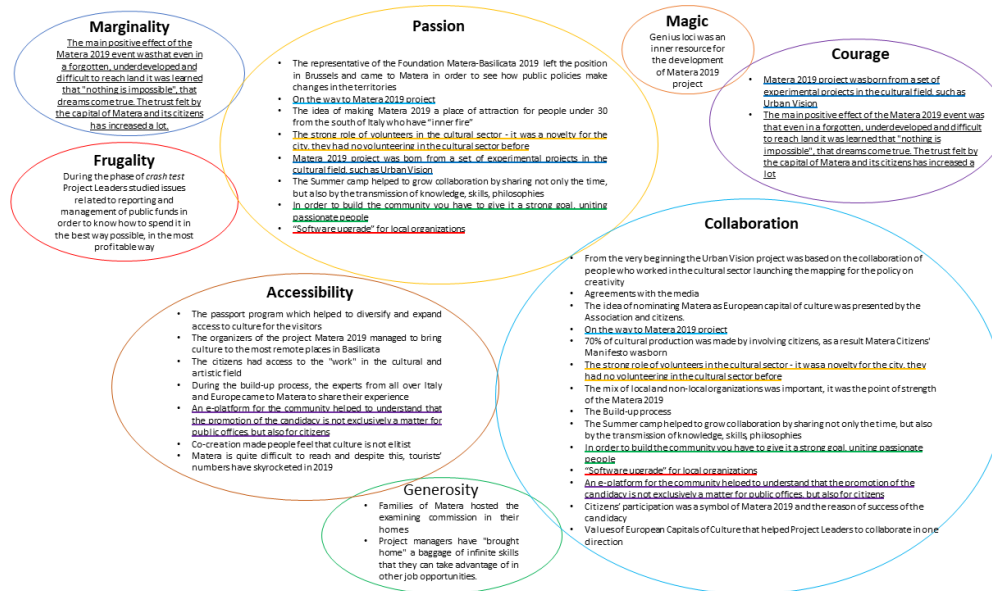 Marginality
The main positive effect of the
Matera 2019 event wasthat even in
a forgotten, underdeveloped and
difficult to reach land it was learned
that "nothing is impossible", that
dreams come true. The trust felt by
the capital of Matera and its citizens
has increased a lot.
Frugality
During the phase of crash test
Project Leaders studied issues
related to reporting and
management of public funds in
order to know how to spend it in
the best way possible, in the most
profitable way
Passion
• The representative of the Foundation Matera-Basilicata 2019 left the position
in Brussels and came to Matera in order to see how public policies make
changes in the territories
• On the way to Matera 2019 project
• The idea of making Matera 2019 a place of attraction for people under 30
from the south of Italy who have "inner fire"
• The strong role of volunteers in the cultural sector - it was a novelty for the
city, they had no volunteering in the cultural sector before
• Matera 2019 project was born from a set of experimental projects in the
cultural field, such as Urban Vision
• The Summer camp helped to grow collaboration by sharing not only the time,
but also by the transmission of knowledge, skills, philosophies
• In order to build the community you have to give it a strong goal, uniting
passionate people
• "Software upgrade" for local organizations
Magic
Genius loci was an
inner resource for
the development
of Matera 2019
project
Courage
• Matera 2019 project wasborn from a set of
experimental projects in the cultural field, such as
Urban Vision
• The main positive effect of the Matera 2019 event was
that even in a forgotten, underdeveloped and difficult
to reach land it was learned that "nothing is
impossible", that dreams come true. The trust felt by
the capital of Matera and its citizens has increased a
lot
Accessibility
• The passport program which helped to diversify and expand
access to culture for the visitors
• The organizers of the project Matera 2019 managed to bring
culture to the most remote places in Basilicata
• The citizens had access to the "work" in the cultural and
artistic field
• During the build-up process, the experts from all over Italy
and Europe came to Matera to share their experience
• An e-platform for the community helped to understand that
the promotion of the candidacy is not exclusively a matter for
public offices, but also for citizens
• Co-creation made people feel that culture is not elitist
• Matera is quite difficult to reach and despite this, tourists'
numbers have skyrocketed in 2019
Generosity
• Families of Matera hosted the
examining commission in their
homes
• Project managers have "brought
home" a baggage of infinite skills
that they can take advantage of in
other job opportunities.
Collaboration
• From the very beginning the Urban Vision project was based on the collaboration of
people who worked in the cultural sector launching the mapping for the policy on
creativity
• Agreements with the media
• The idea of nominating Matera as European capital of culture was presented by the
Association and citizens.
• On the way to Matera 2019 project
• 70% of cultural production was made by involving citizens, as a result Matera Citizens'
Manifesto wasborn
• The strong role of volunteers in the cultural sector - it was a novelty for the city, they
had no volunteering in the cultural sector before
• The mix of local and non-local organizations was important, it was the point of strength
of the Matera 2019
• The Build-up process
• The Summer camp helped to grow collaboration by sharing not only the time, but also
by the transmission of knowledge, skills, philosophies
• In order to build the community you have to give it a strong goal, uniting passionate
people
• "Software upgrade" for local organizations
• An e-platform for the community helped to understand that the promotion of the
candidacy is not exclusively a matter for public offices, but also for citizens
• Citizens' participation was a symbol of Matera 2019 and the reason of success of the
candidacy
• Values of European Capitals of Culture that helped Project Leaders to collaborate in one
direction